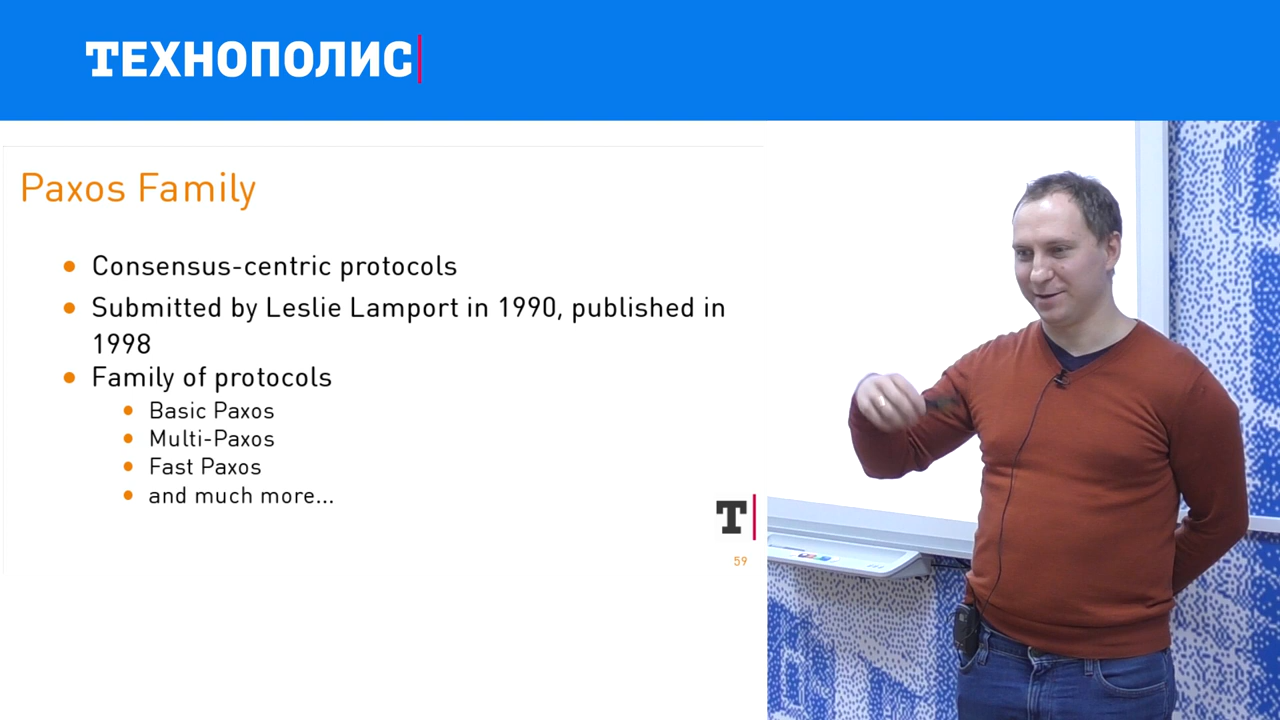 ТЕХНОПОЛИС
Paxos Family
Consensus-centric protocols
Submitted by Leslie Lamport in 1990, published in
1998
Family of protocols
Basic Paxos
Multi-Paxos
Fast Paxos
and much more...
T
59